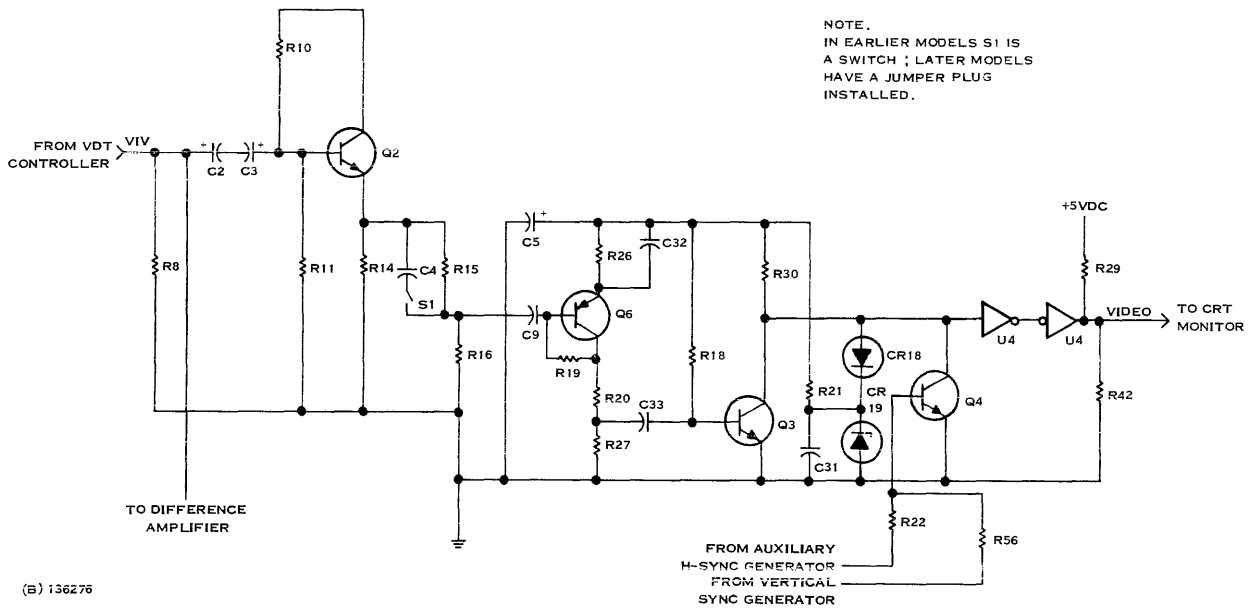 NOTE.
IN EARLIER MODELS S1 IS
A SWITCH ; LATER MODELS
HAVE A JUMPER PLUG
INSTALLED.
R10
FROM VDT
CONTROLLER
VIV
+
C2
C3
+
Q2
R8
R11
R14
C4
R15
S1
R16
C5
+
R26
C32
C9
Q6
R19
R20
C33
R27
R18
R30
Q3
R21
C31
CR18
CR
19
Q4
U4
U4
+5VDC
R29
VIDEO
TO CRT
MONITOR
R42
TO DIFFERENCE
AMPLIFIER
R22
R56
FROM AUXILIARY
H-SYNC GENERATOR
FROM VERTICAL
SYNC GENERATOR
(B) 136276